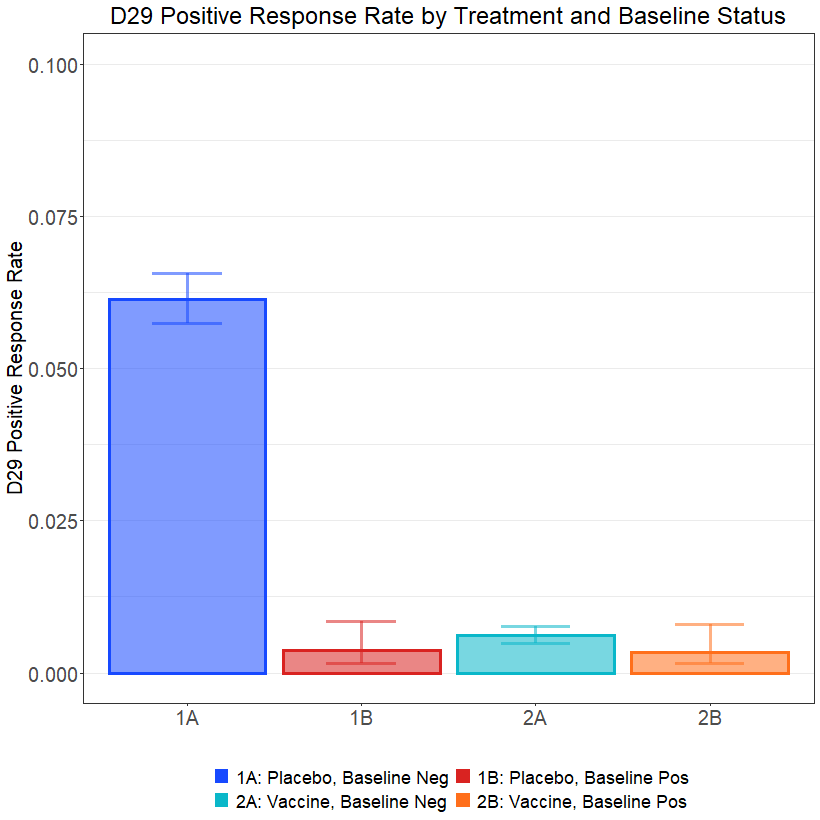 D29 Positive Response Rate by Treatment and Baseline Status
D29 Positive Response Rate
0.100
0.075
0.050
0.025
0.000
1A 1B 2A 2B
1A: Placebo, Baseline Neg 1B: Placebo, Baseline Pos
2A: Vaccine, Baseline Neg 2B: Vaccine, Baseline Pos